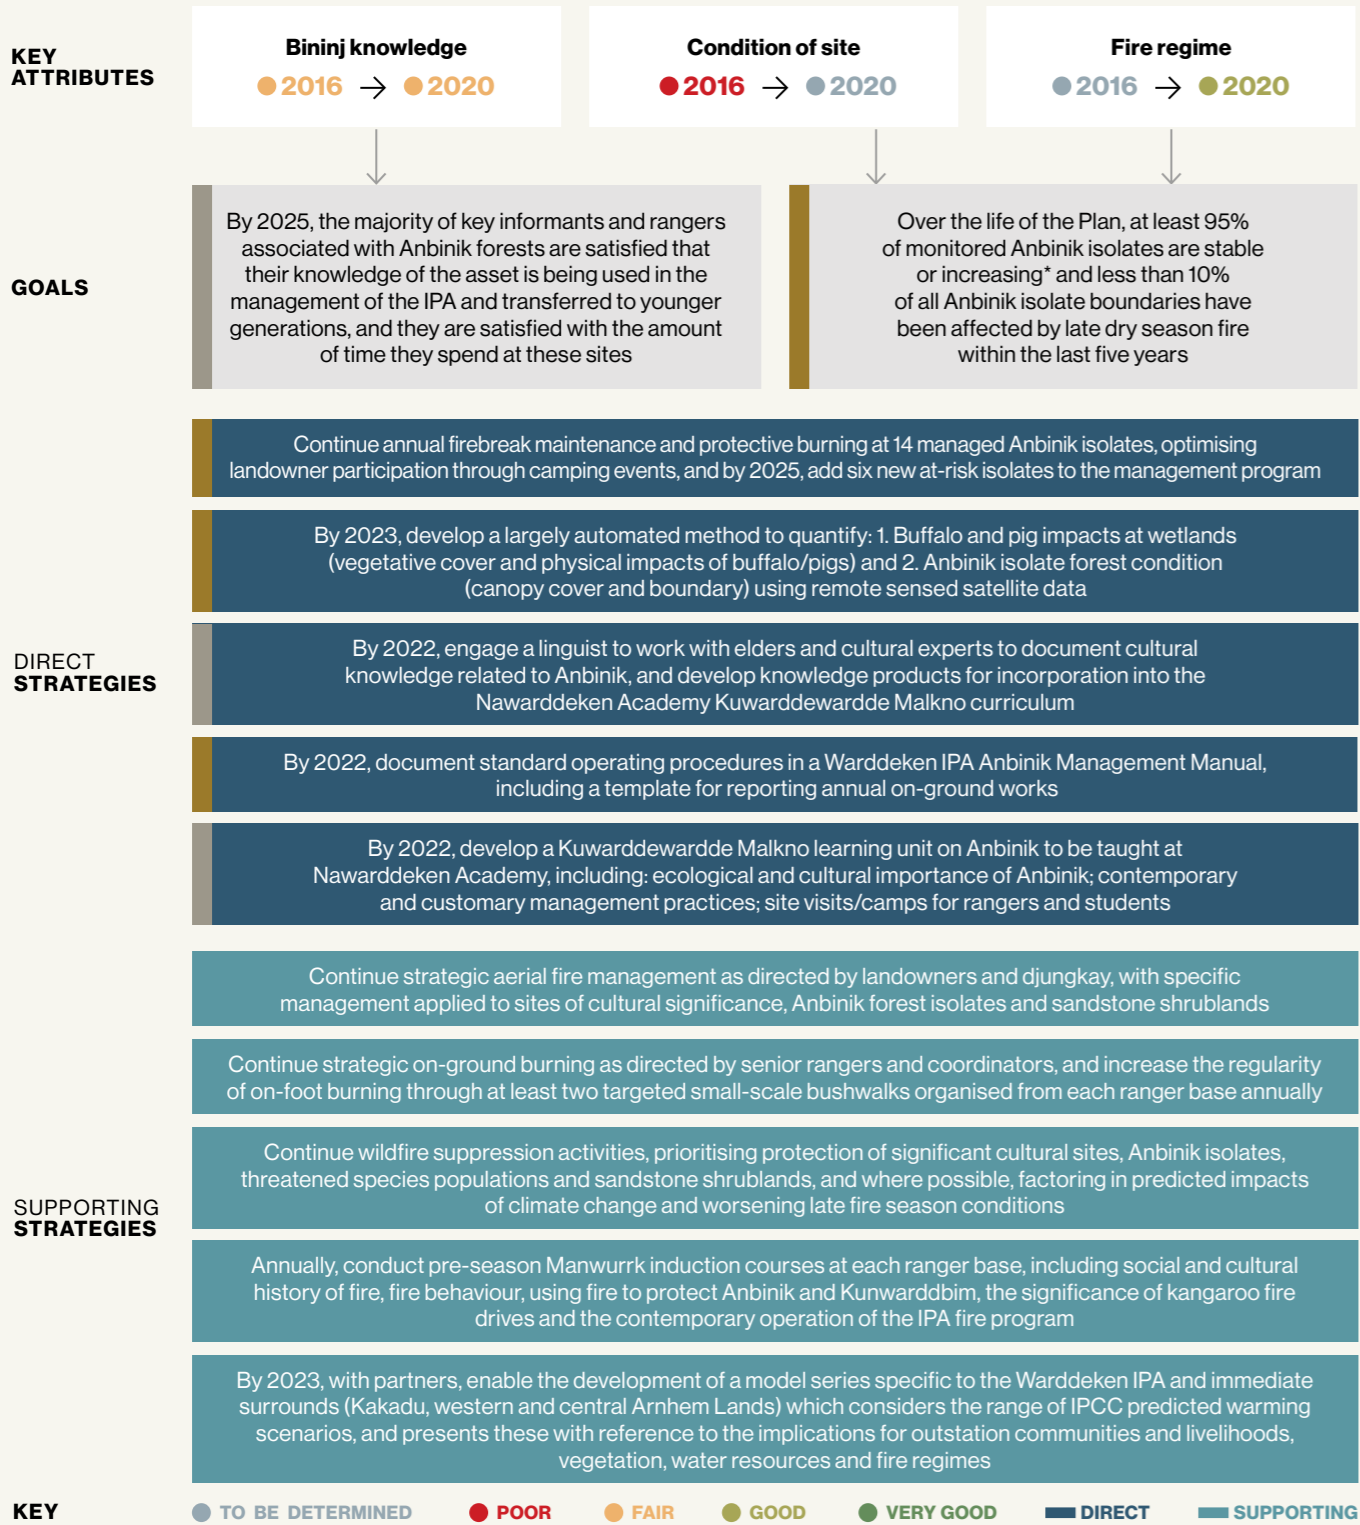 KEY
ATTRIBUTES
Bininj knowledge
2016 → 2020
Condition of site
2016 → 2020
Fire regime
2016 → 2020
GOALS
By 2025, the majority of key informants and rangers
associated with Anbinik forests are satisfied that
their knowledge of the asset is being used in the
management of the IPA and transferred to younger
generations, and they are satisfied with the amount
of time they spend at these sites
Over the life of the Plan, at least 95%
of monitored Anbinik isolates are stable
or increasing* and less than 10%
of all Anbinik isolate boundaries have
been affected by late dry season fire
within the last five years
DIRECT
STRATEGIES
Continue annual firebreak maintenance and protective burning at 14 managed Anbinik isolates, optimising
landowner participation through camping events, and by 2025, add six new at-risk isolates to the management program
By 2023, develop a largely automated method to quantify: 1. Buffalo and pig impacts at wetlands
(vegetative cover and physical impacts of buffalo/pigs) and 2. Anbinik isolate forest condition
(canopy cover and boundary) using remote sensed satellite data
By 2022, engage a linguist to work with elders and cultural experts to document cultural
knowledge related to Anbinik, and develop knowledge products for incorporation into the
Nawarddeken Academy Kuwarddewardde Malkno curriculum
By 2022, document standard operating procedures in a Warddeken IPA Anbinik Management Manual,
including a template for reporting annual on-ground works
By 2022, develop a Kuwarddewardde Malkno learning unit on Anbinik to be taught at
Nawarddeken Academy, including: ecological and cultural importance of Anbinik; contemporary
and customary management practices; site visits/camps for rangers and students
SUPPORTING
STRATEGIES
Continue strategic aerial fire management as directed by landowners and djungkay, with specific
management applied to sites of cultural significance, Anbinik forest isolates and sandstone shrublands
Continue strategic on-ground burning as directed by senior rangers and coordinators, and increase the regularity
of on-foot burning through at least two targeted small-scale bushwalks organised from each ranger base annually
Continue wildfire suppression activities, prioritising protection of significant cultural sites, Anbinik isolates,
threatened species populations and sandstone shrublands, and where possible, factoring in predicted impacts
of climate change and worsening late fire season conditions
Annually, conduct pre-season Manwurrk induction courses at each ranger base, including social and cultural
history of fire, fire behaviour, using fire to protect Anbinik and Kunwarddbim, the significance of kangaroo fire
drives and the contemporary operation of the IPA fire program
By 2023, with partners, enable the development of a model series specific to the Warddeken IPA and immediate
surrounds (Kakadu, western and central Arnhem Lands) which considers the range of IPCC predicted warming
scenarios, and presents these with reference to the implications for outstation communities and livelihoods,
vegetation, water resources and fire regimes
KEY
TO BE DETERMINED
POOR
FAIR
GOOD
VERY GOOD
DIRECT
SUPPORTING